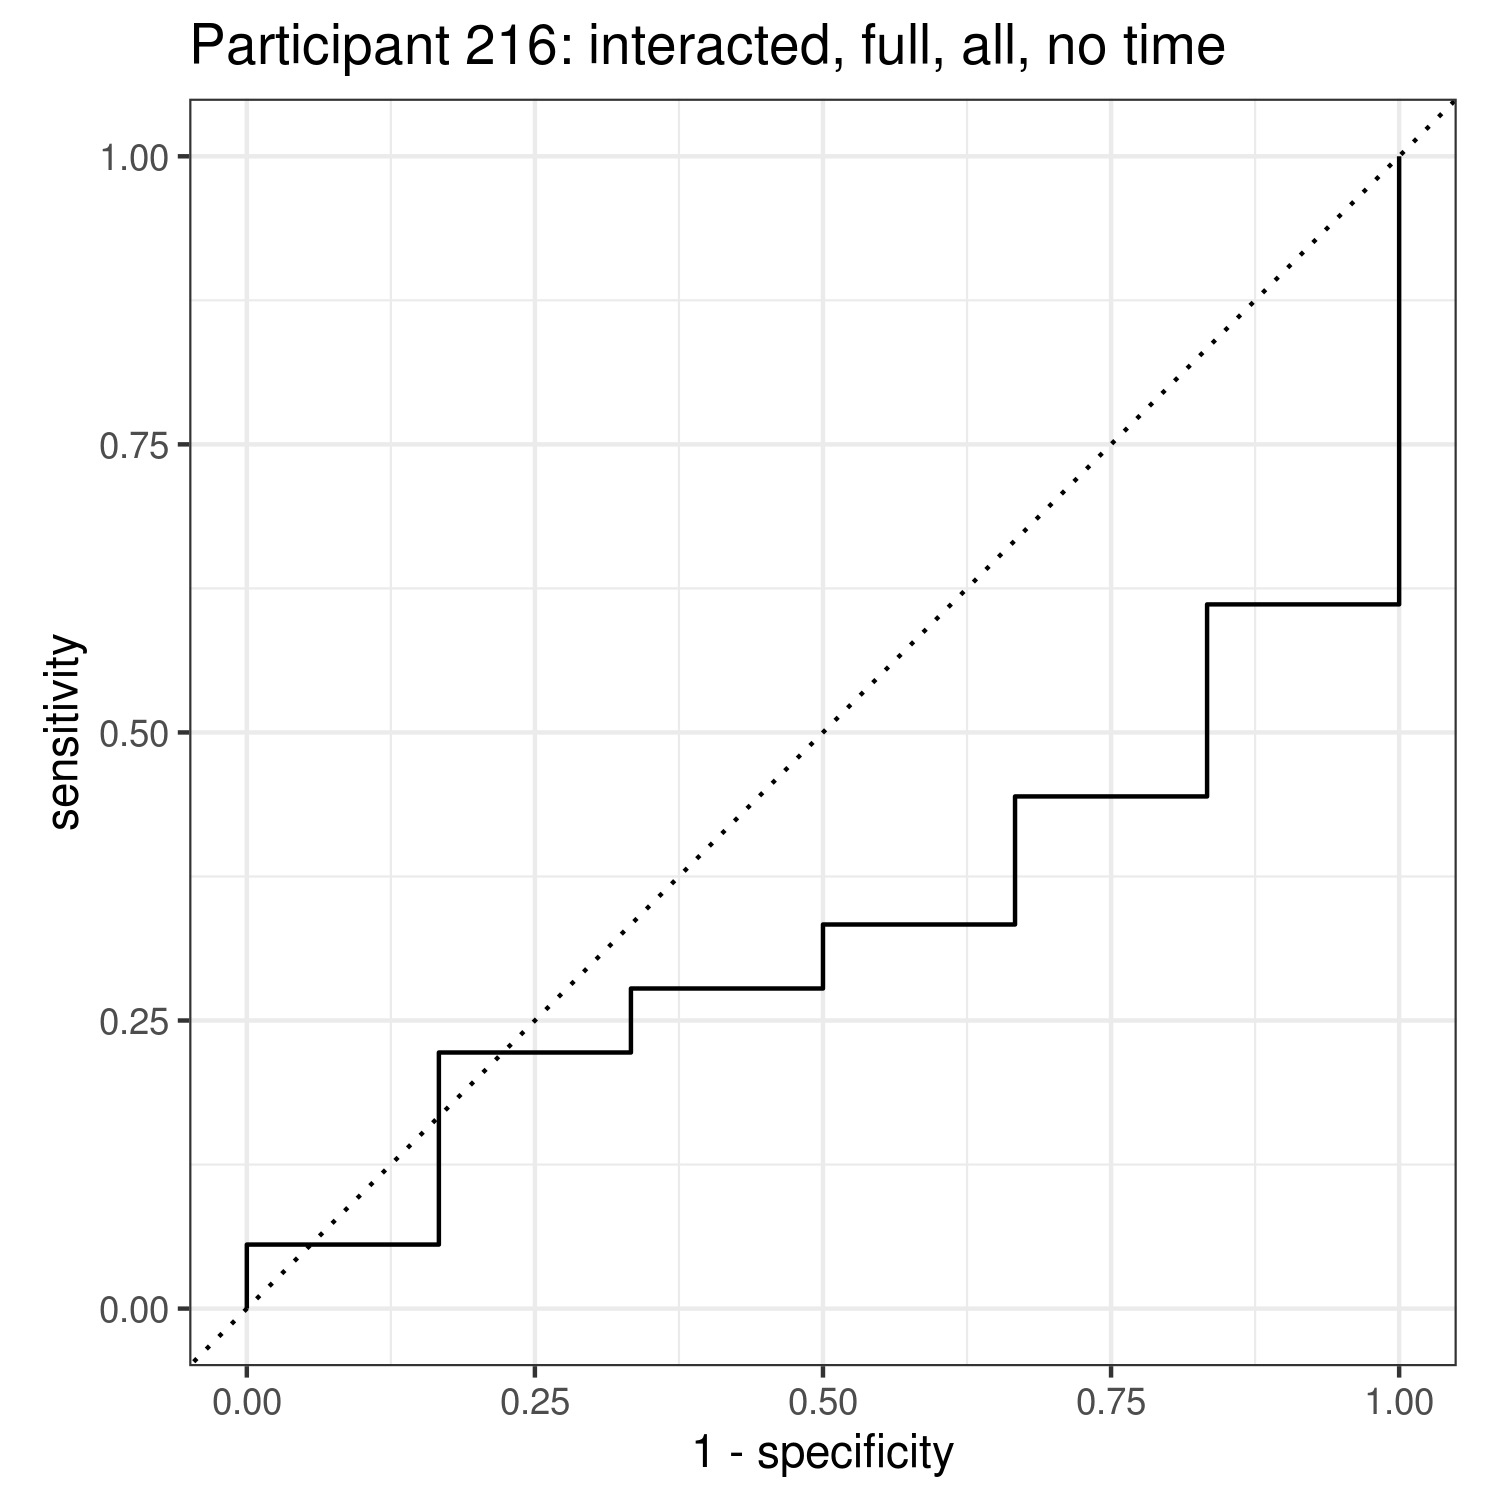 Participant 216: interacted, full, all, no time
1.00
0.75
0.50
0.25
0.00
sensitivity
0.00 0.25 0.50 0.75 1.00
1 - specificity